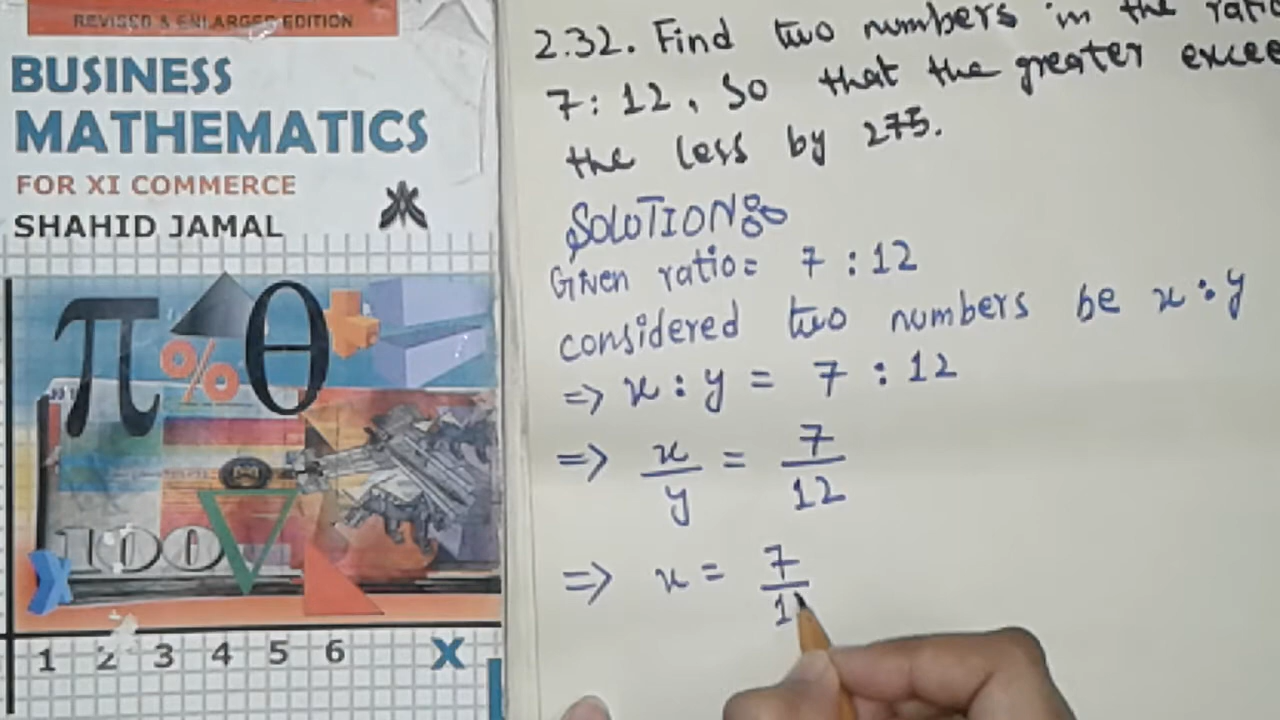 REVISED & ENLARGED EDITION
BUSINESS
MATHEMATICS
FOR XI COMMERCE
SHAHID JAMAL
π % θ
100
1 2 3 4 5 6 X
2.32. Find two numbers in the
7:12, So that the greater
the less by 275.
SOLUTION:
Given ratio= 7 : 12
considered two numbers be x : y
=> x : y = 7 : 12
=> x/y = 7/12
=> x = 7/1